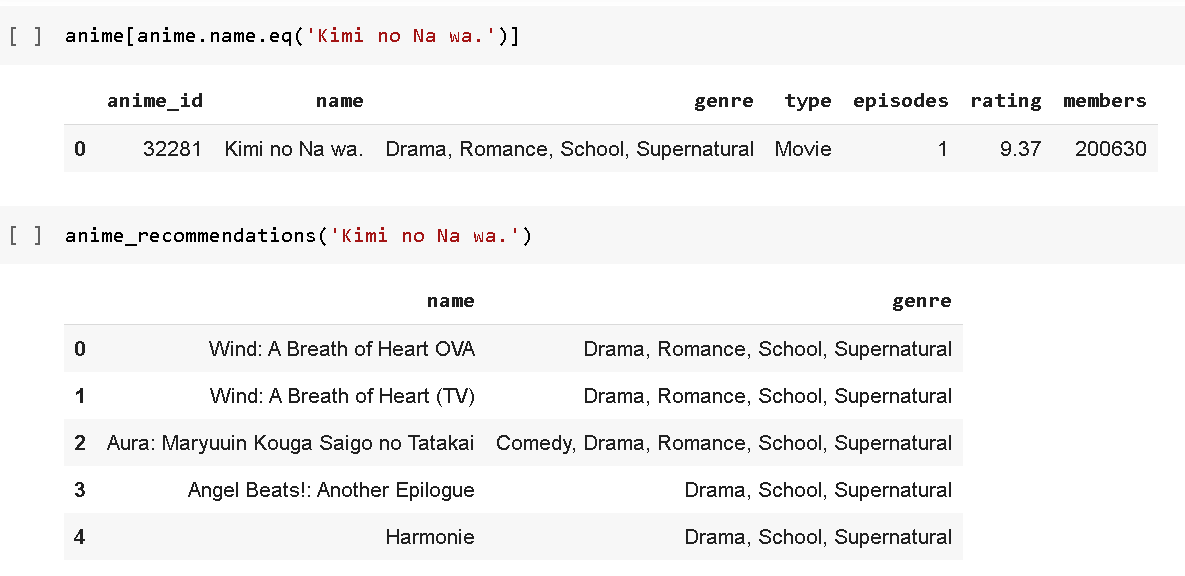 [ ] anime[anime.name.eq('Kimi no Na wa.')]
anime_id name genre type episodes rating members
0 32281 Kimi no Na wa. Drama, Romance, School, Supernatural Movie 1 9.37 200630
[ ] anime_recommendations('Kimi no Na wa.')
name genre
0 Wind: A Breath of Heart OVA Drama, Romance, School, Supernatural
1 Wind: A Breath of Heart (TV) Drama, Romance, School, Supernatural
2 Aura: Maryuuin Kouga Saigo no Tatakai Comedy, Drama, Romance, School, Supernatural
3 Angel Beats!: Another Epilogue Drama, School, Supernatural
4 Harmonie Drama, School, Supernatural